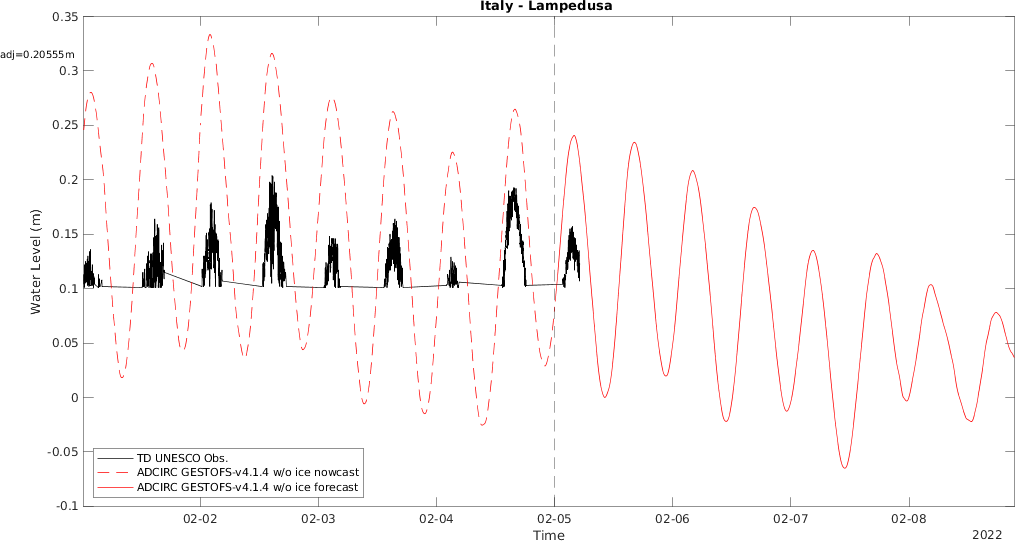 Italy - Lampedusa
adj=0.20555m
Water Level (m)
0.35
0.3
0.25
0.2
0.15
0.1
0.05
0
-0.05
-0.1
TD UNESCO Obs.
ADCIRC GESTOFS-v4.1.4 w/o ice nowcast
ADCIRC GESTOFS-v4.1.4 w/o ice forecast
02-02 02-03 02-04 02-05 02-06 02-07 02-08
Time
2022